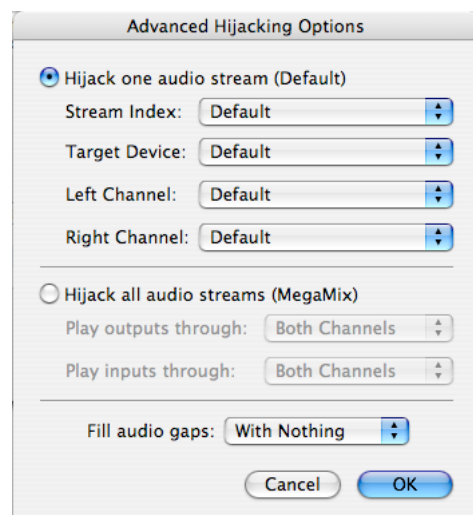 Advanced Hijacking Options
Hijack one audio stream (Default)
Stream Index: Default
Target Device: Default
Left Channel: Default
Right Channel: Default
Hijack all audio streams (MegaMix)
Play outputs through: Both Channels
Play inputs through: Both Channels
Fill audio gaps: With Nothing
Cancel OK